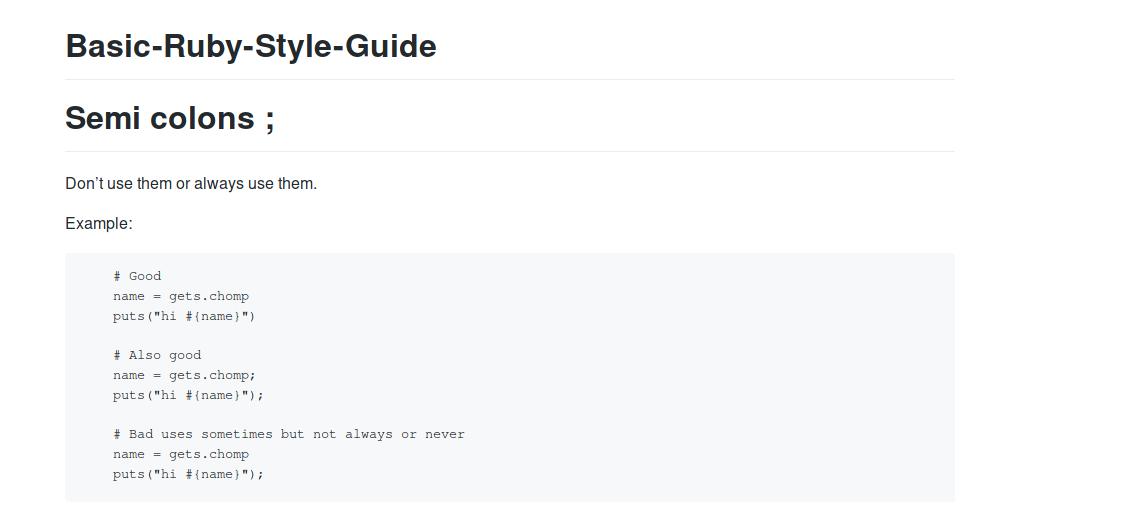 Basic-Ruby-Style-Guide
Semi colons ;
Don’t use them or always use them.
Example:
# Good
name = gets.chomp
puts("hi #{name}")
# Also good
name = gets.chomp;
puts("hi #{name}");
# Bad uses sometimes but not always or never
name = gets.chomp
puts("hi #{name}");